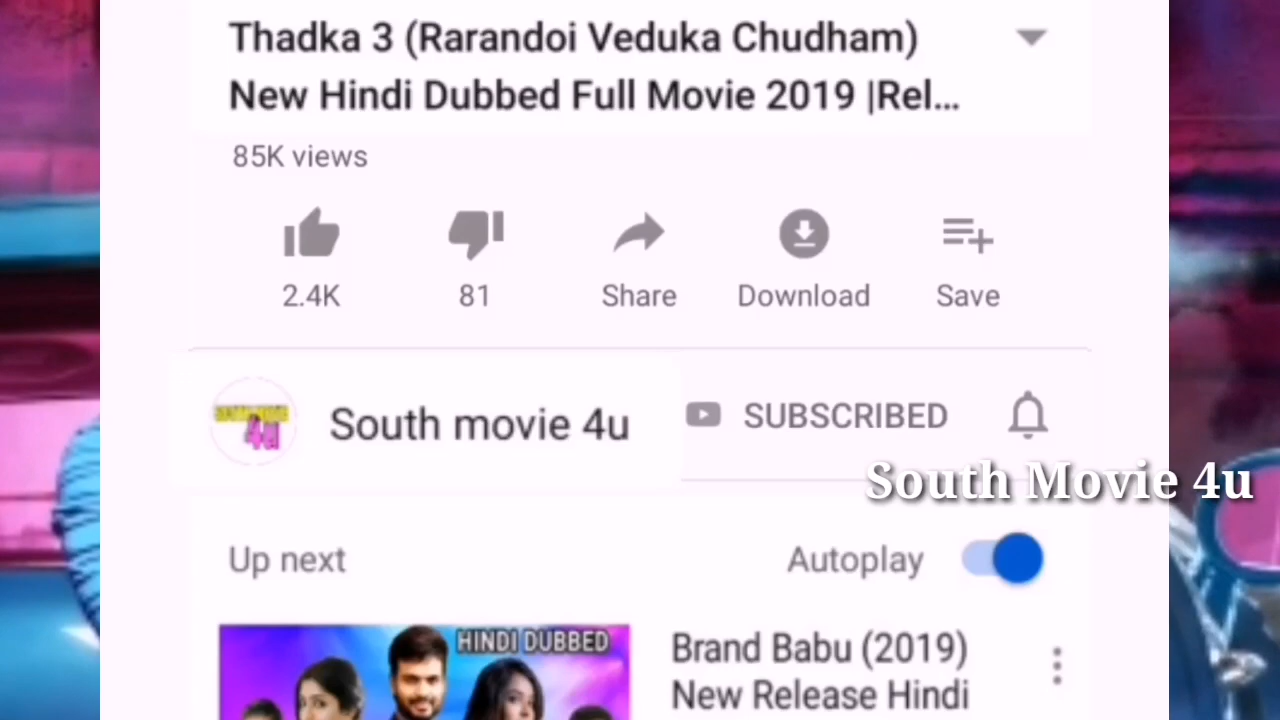 Thadka 3 (Rarandoi Veduka Chudham)
New Hindi Dubbed Full Movie 2019 |Rel...
85K views
2.4K
81
Share
Download
Save
South movie 4u
SUBSCRIBED
South Movie 4u
Up next
Autoplay
HINDI DUBBED
Brand Babu (2019)
New Release Hindi